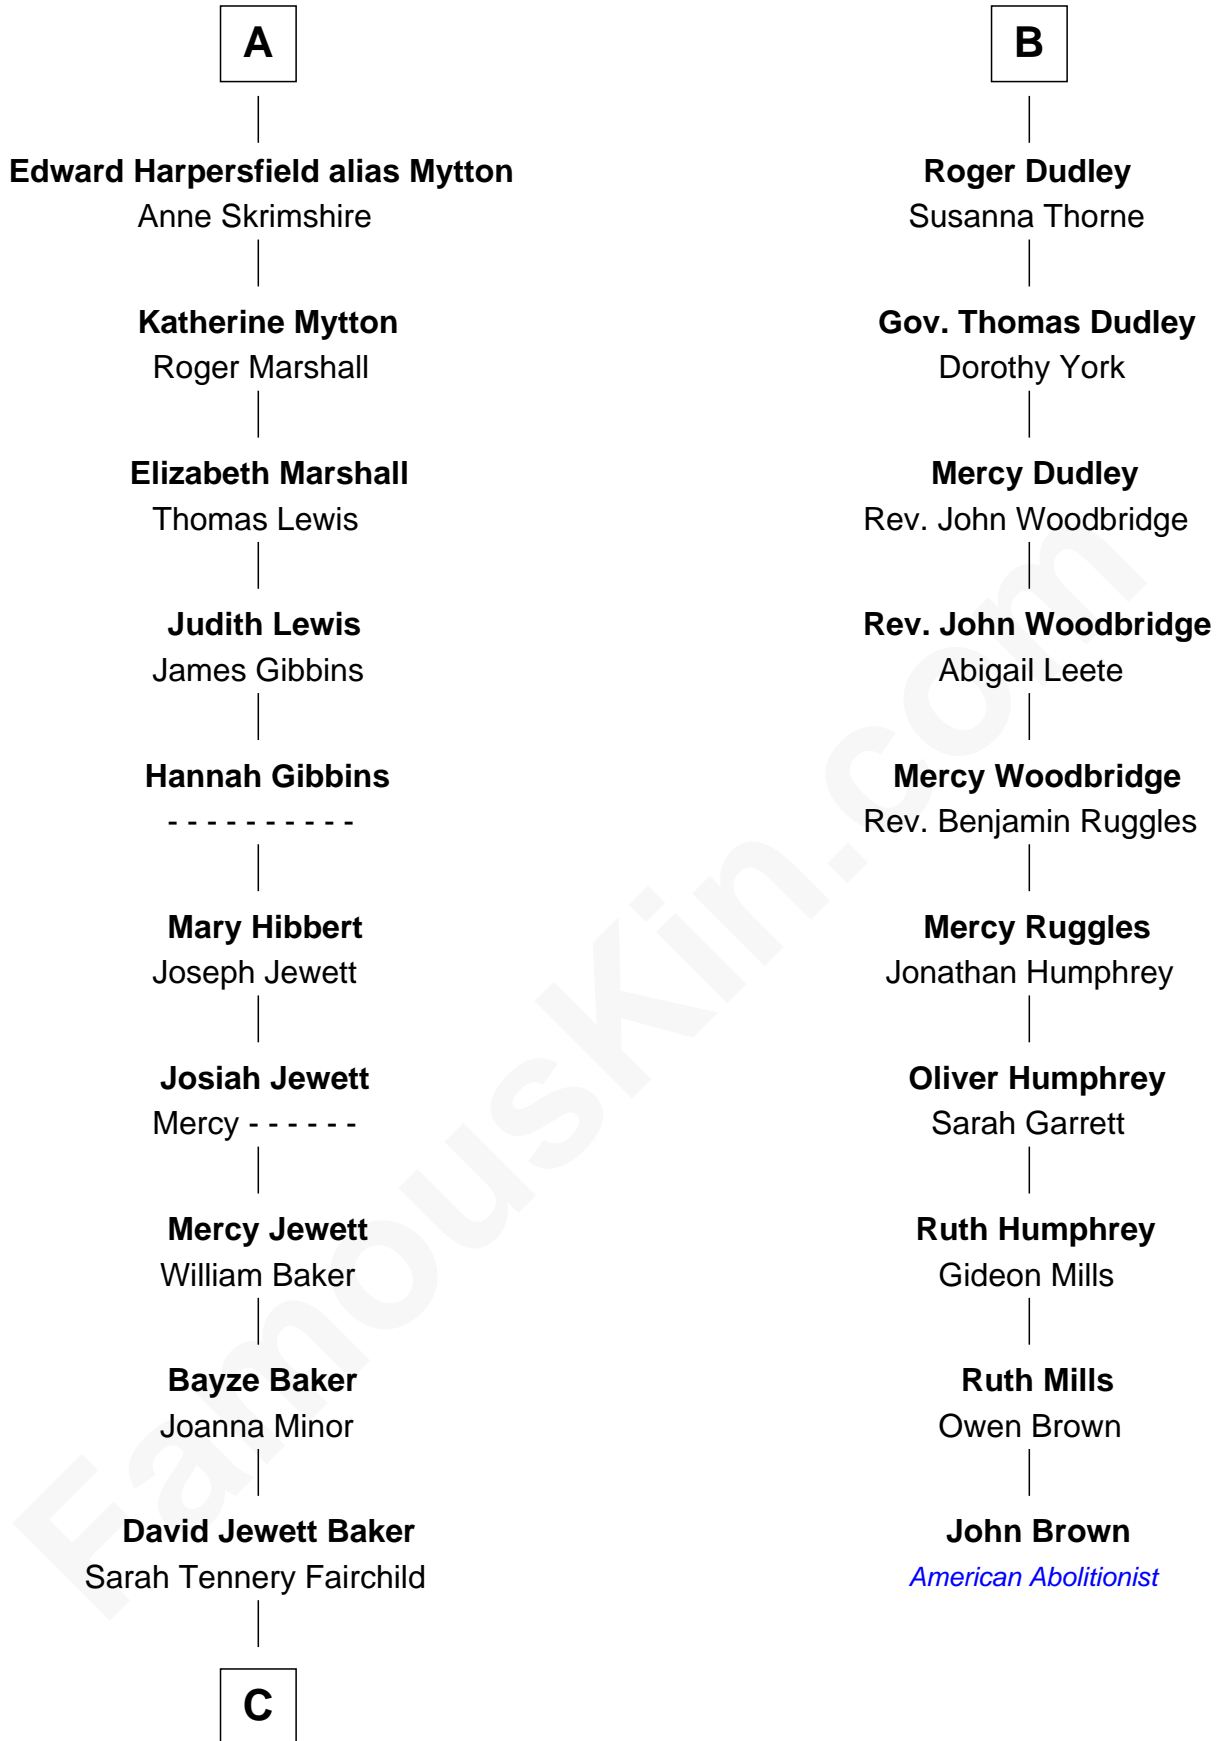 A
Edward Harpersfield alias Mytton
Anne Skrimshire
Katherine Mytton
Roger Marshall
Elizabeth Marshall
Thomas Lewis
Judith Lewis
James Gibbins
Hannah Gibbins
- - - - - - - - - -
Mary Hibbert
Joseph Jewett
Josiah Jewett
Mercy - - - - - -
Mercy Jewett
William Baker
Bayze Baker
Joanna Minor
David Jewett Baker
Sarah Tennery Fairchild
C
B
Roger Dudley
Susanna Thorne
Gov. Thomas Dudley
Dorothy York
Mercy Dudley
Rev. John Woodbridge
Rev. John Woodbridge
Abigail Leete
Mercy Woodbridge
Rev. Benjamin Ruggles
Mercy Ruggles
Jonathan Humphrey
Oliver Humphrey
Sarah Garrett
Ruth Humphrey
Gideon Mills
Ruth Mills
Owen Brown
John Brown
American Abolitionist
FamousKin.com